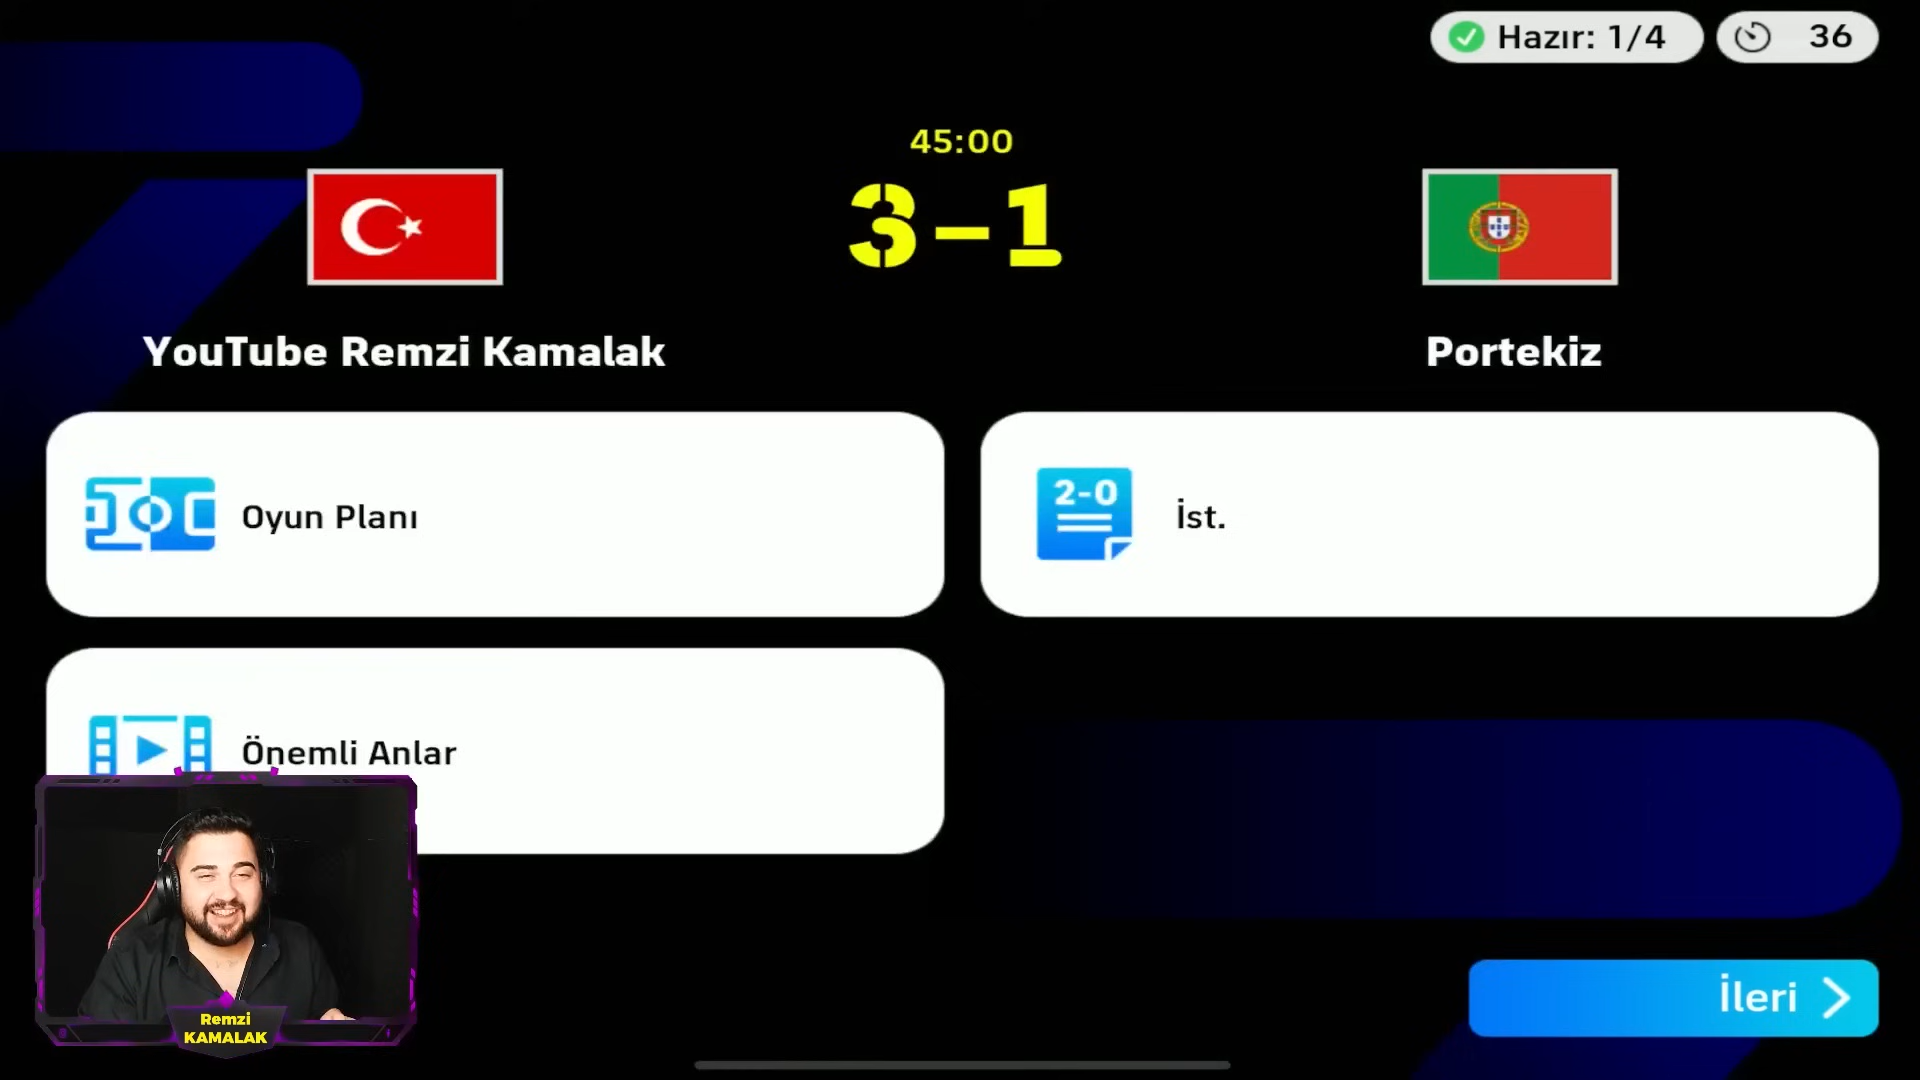 Hazır: 1/4
36
45:00
3-1
YouTube Remzi Kamalak
Portekiz
Oyun Planı
2-0
İst.
Önemli Anlar
Remzi
KAMALAK
İleri